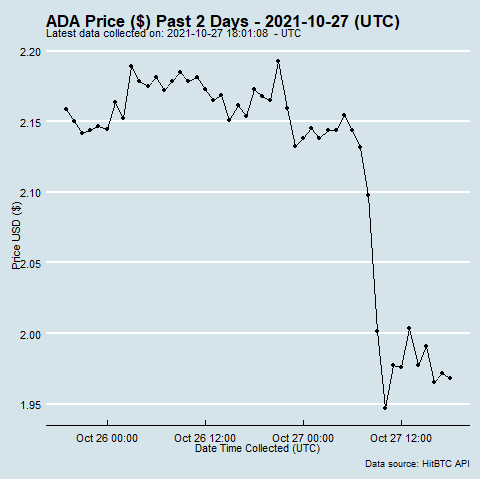 ADA Price ($) Past 2 Days - 2021-10-27 (UTC)
Latest data collected on: 2021-10-27 18:01:08  - UTC
2.20
2.15
2.10
2.05
2.00
1.95
Price USD ($)
Oct 26 00:00
Oct 26 12:00
Oct 27 00:00
Oct 27 12:00
Date Time Collected (UTC)
Data source: HitBTC API